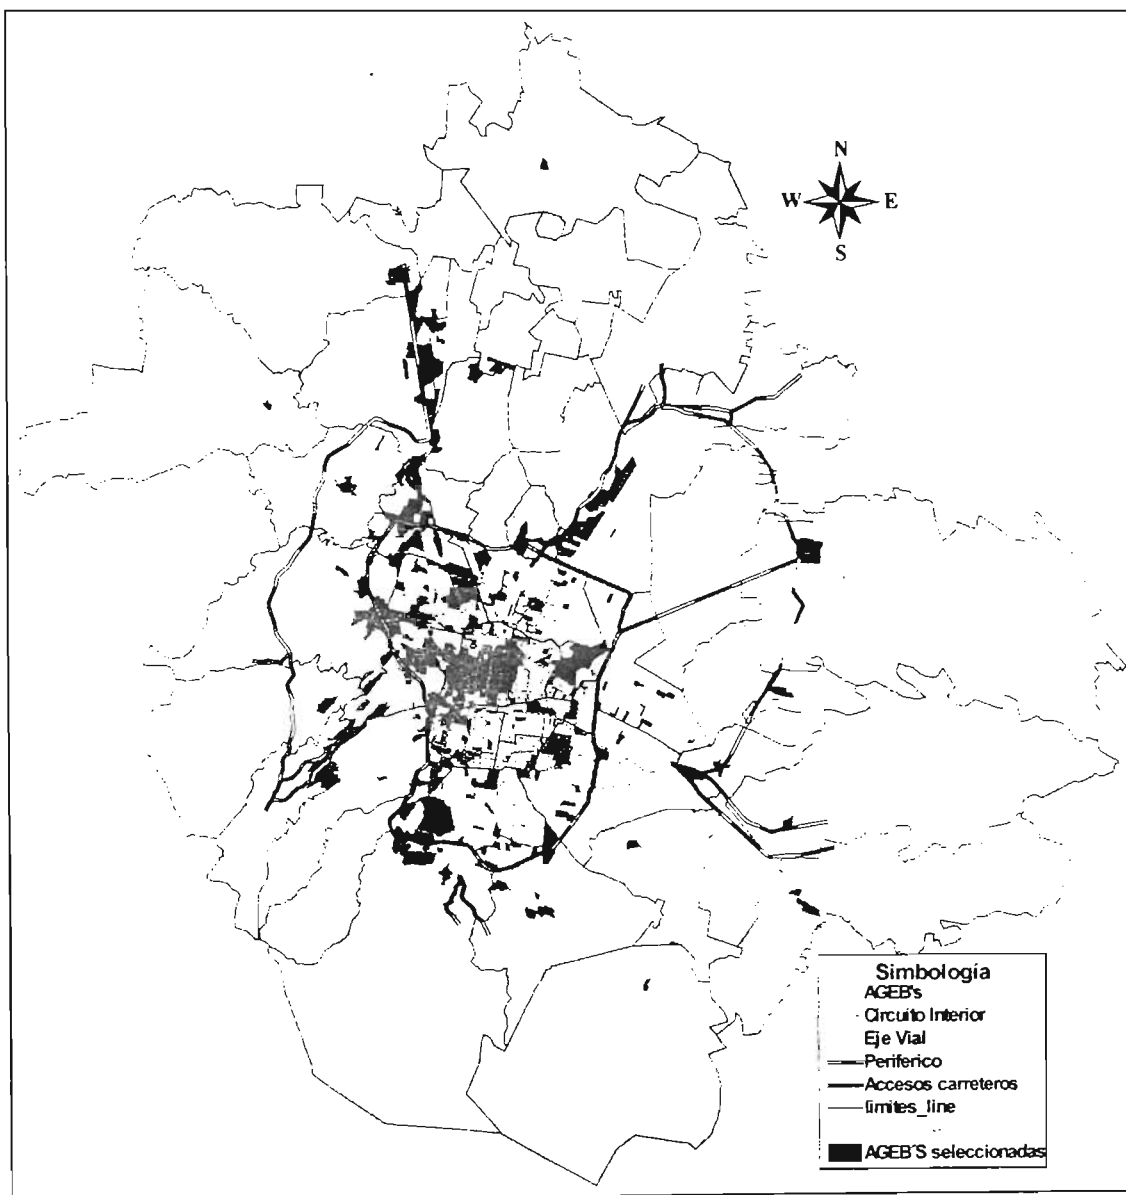 N
W E
S
Simbología
AGEB's
Circuito Interior
Eje Vial
Periferico
Accesos carreteros
limites_line
AGEB´S seleccionadas